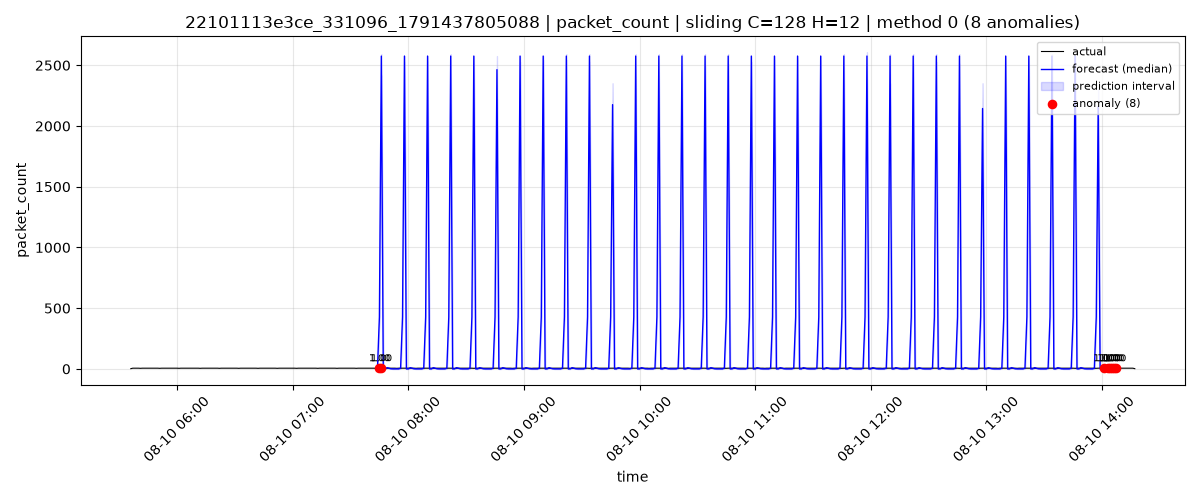 22101113e3ce_331096_1791437805088 | packet_count | sliding C=128 H=12 | method 0 (8 anomalies)
actual
forecast (median)
prediction interval
anomaly (8)
packet_count
2500
2000
1500
1000
500
0
08-10 06:00
08-10 07:00
08-10 08:00
08-10 09:00
08-10 10:00
08-10 11:00
08-10 12:00
08-10 13:00
08-10 14:00
time